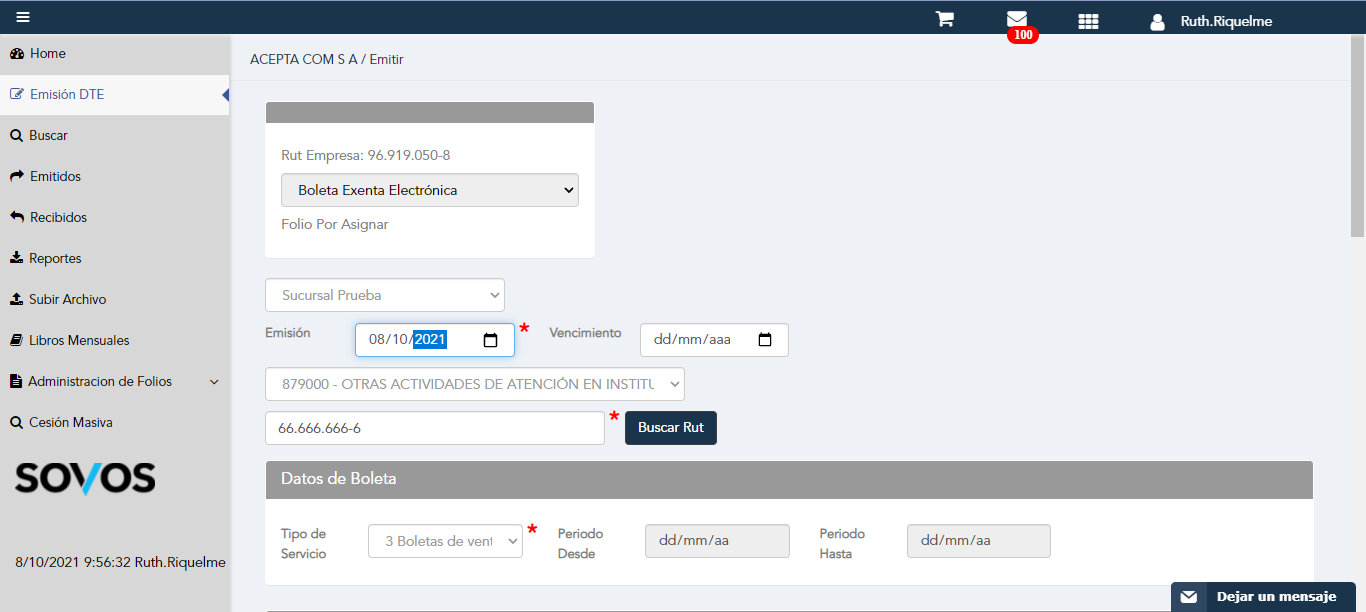 100
Ruth.Riquelme
Home
Emisión DTE
Buscar
Emitidos
Recibidos
Reportes
Subir Archivo
Libros Mensuales
Administracion de Folios
Cesión Masiva
SOVOS
8/10/2021 9:56:32 Ruth.Riquelme
ACEPTA COM S A / Emitir
Rut Empresa: 96.919.050-8
Boleta Exenta Electrónica
Folio Por Asignar
Sucursal Prueba
Emisión 08/10/2021 * Vencimiento dd/mm/aaa
879000 - OTRAS ACTIVIDADES DE ATENCIÓN EN INSTITU
66.666.666-6 * Buscar Rut
Datos de Boleta
Tipo de Servicio 3 Boletas de vent * Periodo Desde dd/mm/aa Periodo Hasta dd/mm/aa
Dejar un mensaje